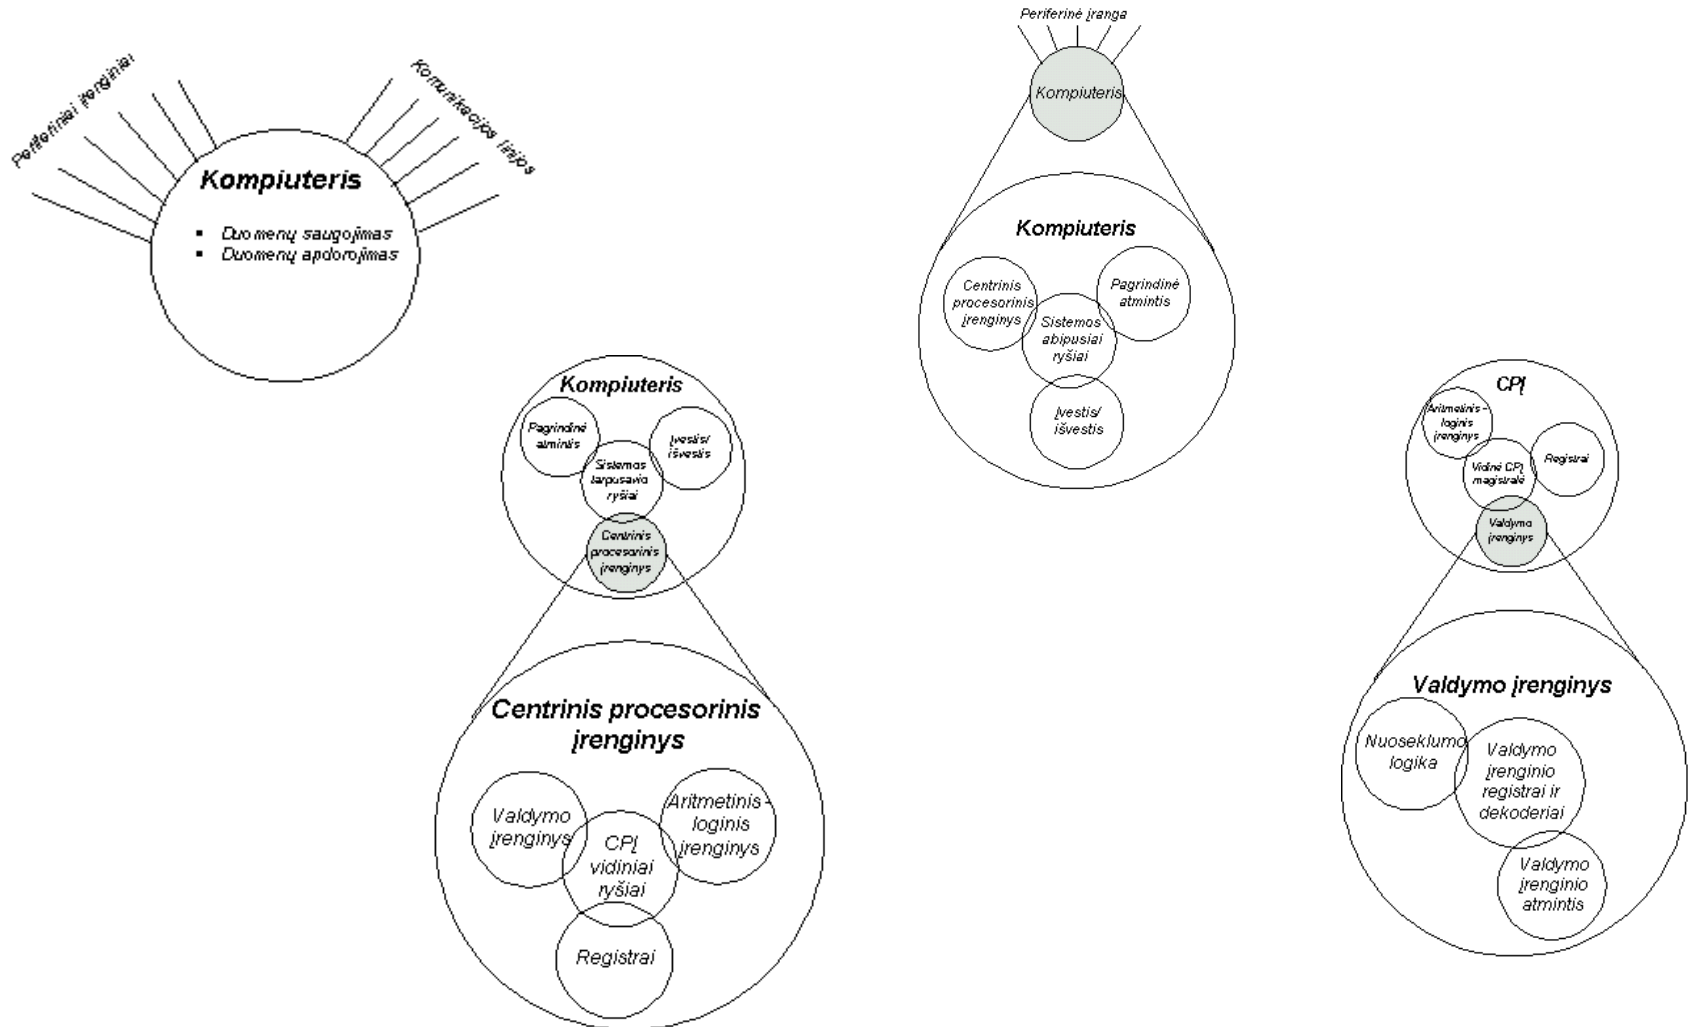 Periferiniai įrenginiai
Komunikacijos linijos
Kompiuteris
▪ Duomenų saugojimas
▪ Duomenų apdorojimas
Periferinė įranga
Kompiuteris
Kompiuteris
Centrinis
procesorinis
įrenginys
Pagrindinė
atmintis
Sistemos
abipusiai
ryšiai
Įvestis/
išvestis
Kompiuteris
Pagrindinė
atmintis
Įvestis/
išvestis
Sistemos
tarpusavio
ryšiai
Centrinis
procesorinis
įrenginys
Centrinis procesorinis
įrenginys
Valdymo
įrenginys
CPĮ
vidiniai
ryšiai
Aritmetinis -
loginis
įrenginys
Registrai
CPĮ
Aritmetinis -
loginis
įrenginys
Registrai
Vidinė CPĮ
magistralė
Valdymo
įrenginys
Valdymo įrenginys
Nuoseklumo
logika
Valdymo
įrenginio
registrai ir
dekoderiai
Valdymo
įrenginio
atmintis